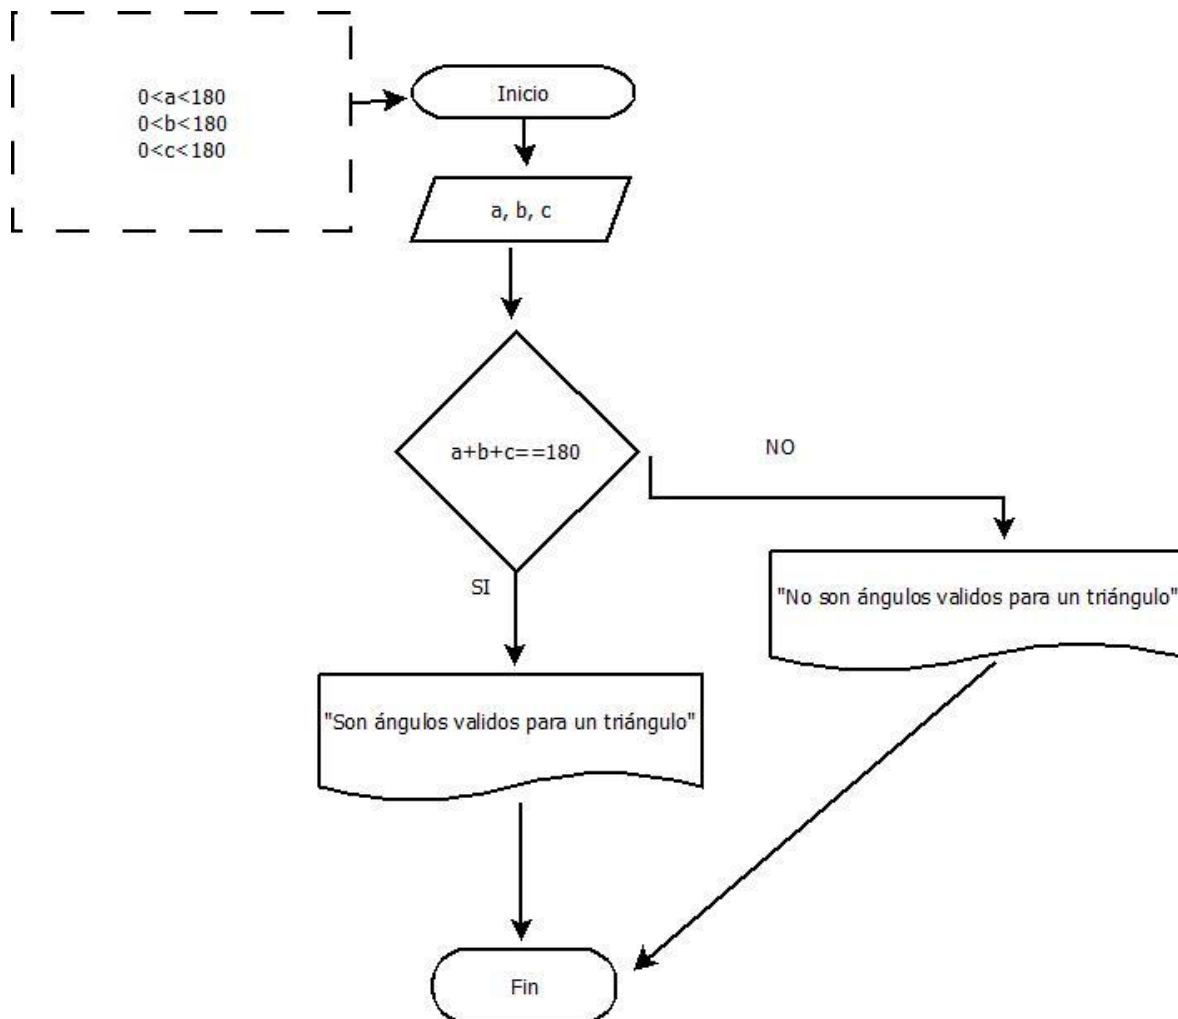 0<a<180
0<b<180
0<c<180
Inicio
a, b, c
a+b+c==180
NO
SI
"No son ángulos validos para un triángulo"
"Son ángulos validos para un triángulo"
Fin